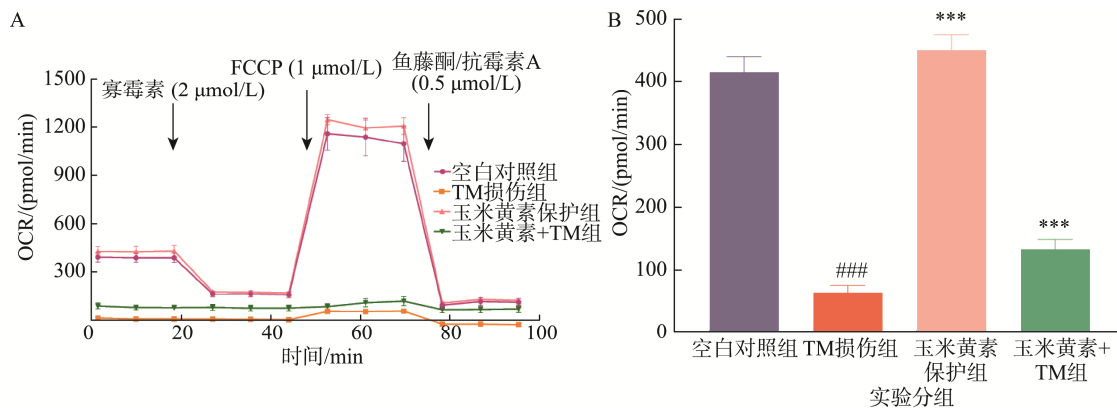 A
寡霉素 (2 μmol/L)
FCCP (1 μmol/L)
鱼藤酮/抗霉素A
(0.5 μmol/L)
1500
1200
900
600
300
0
20
40
60
80
100
OCR/(pmol/min)
时间/min
空白对照组
TM损伤组
玉米黄素保护组
玉米黄素+TM组
B
500
400
300
200
100
0
OCR/(pmol/min)
###
***
***
空白对照组
TM损伤组
玉米黄素
保护组
玉米黄素+
TM组
实验分组